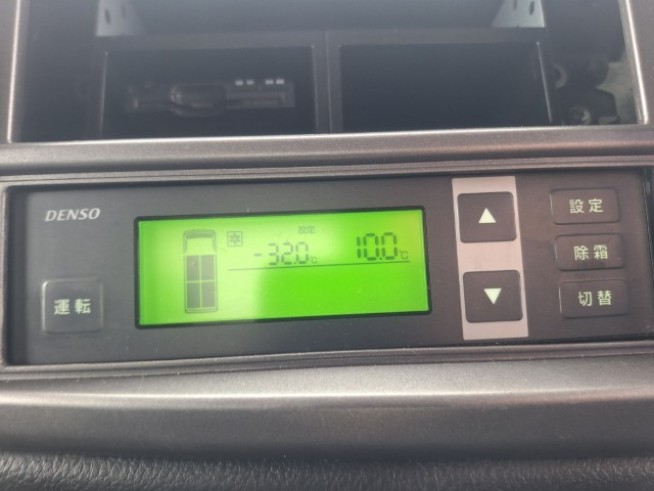 DENSO
設定
-32.0℃ 10.0℃
運転
▲
▼
設定
除霜
切替